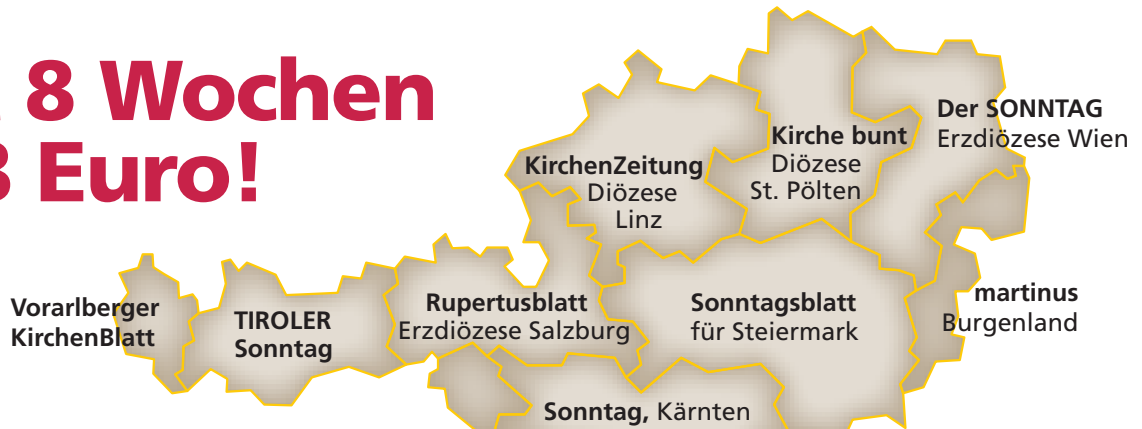 8 Wochen
Euro!
Der SONNTAG
Erzdiözese Wien
Kirche bunt
Diözese
St. Pölten
KirchenZeitung
Diözese
Linz
Vorarlberger
KirchenBlatt
TIROLER
Sonntag
Rupertusblatt
Erzdiözese Salzburg
Sonntagsblatt
für Steiermark
martinus
Burgenland
Sonntag, Kärnten